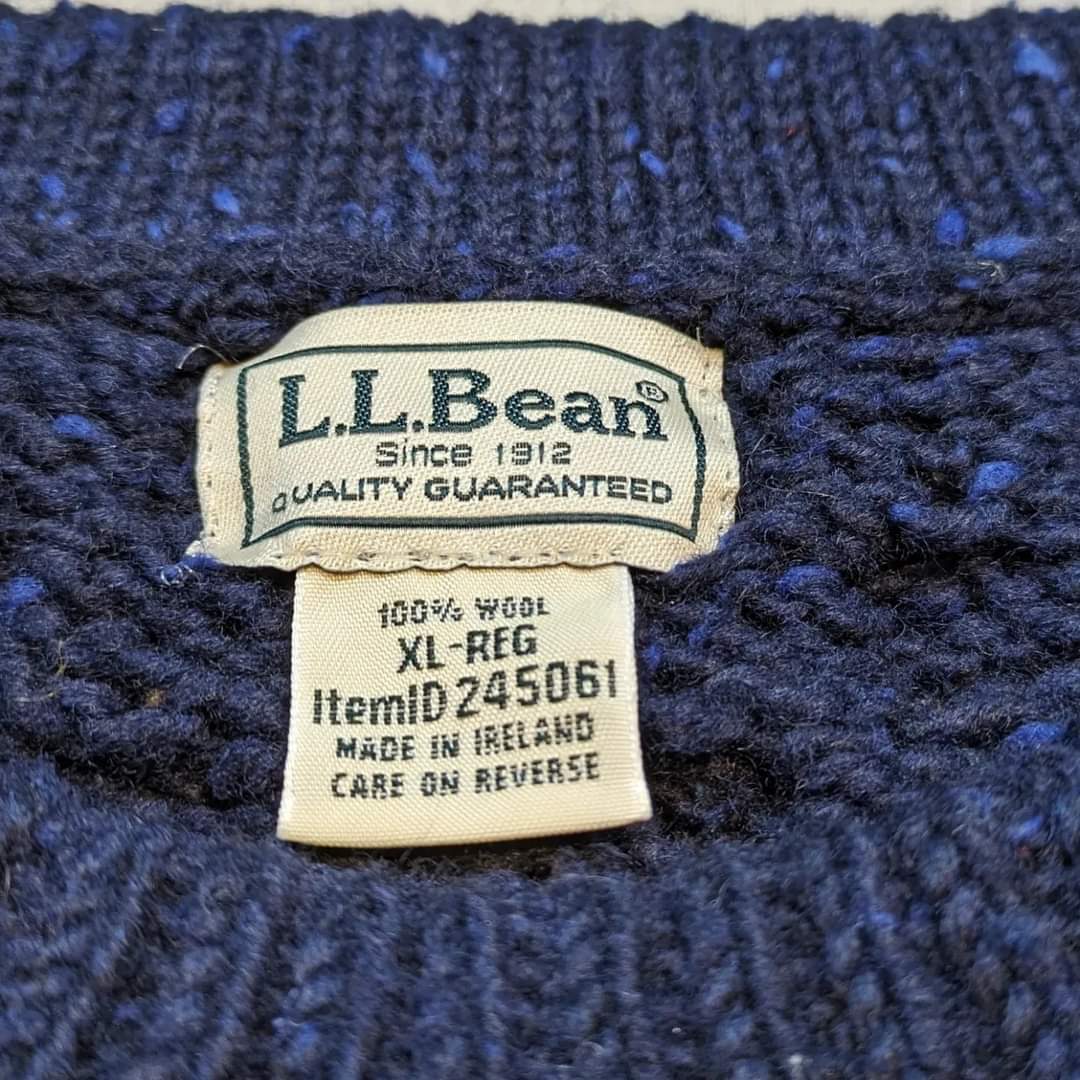 L.L.Bean®
Since 1912
QUALITY GUARANTEED
100% WOOL
XL-REG
ItemID 245061
MADE IN IRELAND
CARE ON REVERSE